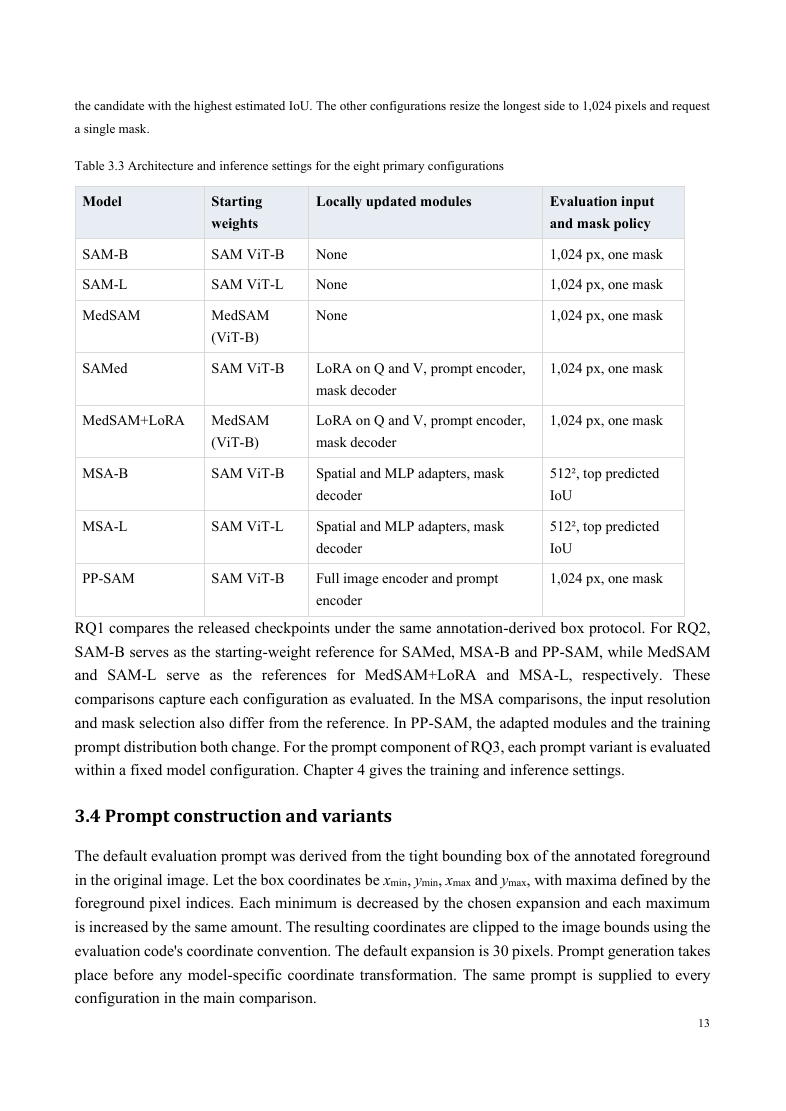 the candidate with the highest estimated IoU. The other configurations resize the longest side to 1,024 pixels and request
a single mask.
Table 3.3 Architecture and inference settings for the eight primary configurations
Model
Starting
weights
Locally updated modules
Evaluation input
and mask policy
SAM-B
SAM ViT-B
None
1,024 px, one mask
SAM-L
SAM ViT-L
None
1,024 px, one mask
MedSAM
MedSAM
(ViT-B)
None
1,024 px, one mask
SAMed
SAM ViT-B
LoRA on Q and V, prompt encoder,
mask decoder
1,024 px, one mask
MedSAM+LoRA
MedSAM
(ViT-B)
LoRA on Q and V, prompt encoder,
mask decoder
1,024 px, one mask
MSA-B
SAM ViT-B
Spatial and MLP adapters, mask
decoder
512², top predicted
IoU
MSA-L
SAM ViT-L
Spatial and MLP adapters, mask
decoder
512², top predicted
IoU
PP-SAM
SAM ViT-B
Full image encoder and prompt
encoder
1,024 px, one mask
RQ1 compares the released checkpoints under the same annotation-derived box protocol. For RQ2,
SAM-B serves as the starting-weight reference for SAMed, MSA-B and PP-SAM, while MedSAM
and SAM-L serve as the references for MedSAM+LoRA and MSA-L, respectively. These
comparisons capture each configuration as evaluated. In the MSA comparisons, the input resolution
and mask selection also differ from the reference. In PP-SAM, the adapted modules and the training
prompt distribution both change. For the prompt component of RQ3, each prompt variant is evaluated
within a fixed model configuration. Chapter 4 gives the training and inference settings.
3.4 Prompt construction and variants
The default evaluation prompt was derived from the tight bounding box of the annotated foreground
in the original image. Let the box coordinates be xmin, ymin, xmax and ymax, with maxima defined by the
foreground pixel indices. Each minimum is decreased by the chosen expansion and each maximum
is increased by the same amount. The resulting coordinates are clipped to the image bounds using the
evaluation code's coordinate convention. The default expansion is 30 pixels. Prompt generation takes
place before any model-specific coordinate transformation. The same prompt is supplied to every
configuration in the main comparison.
13